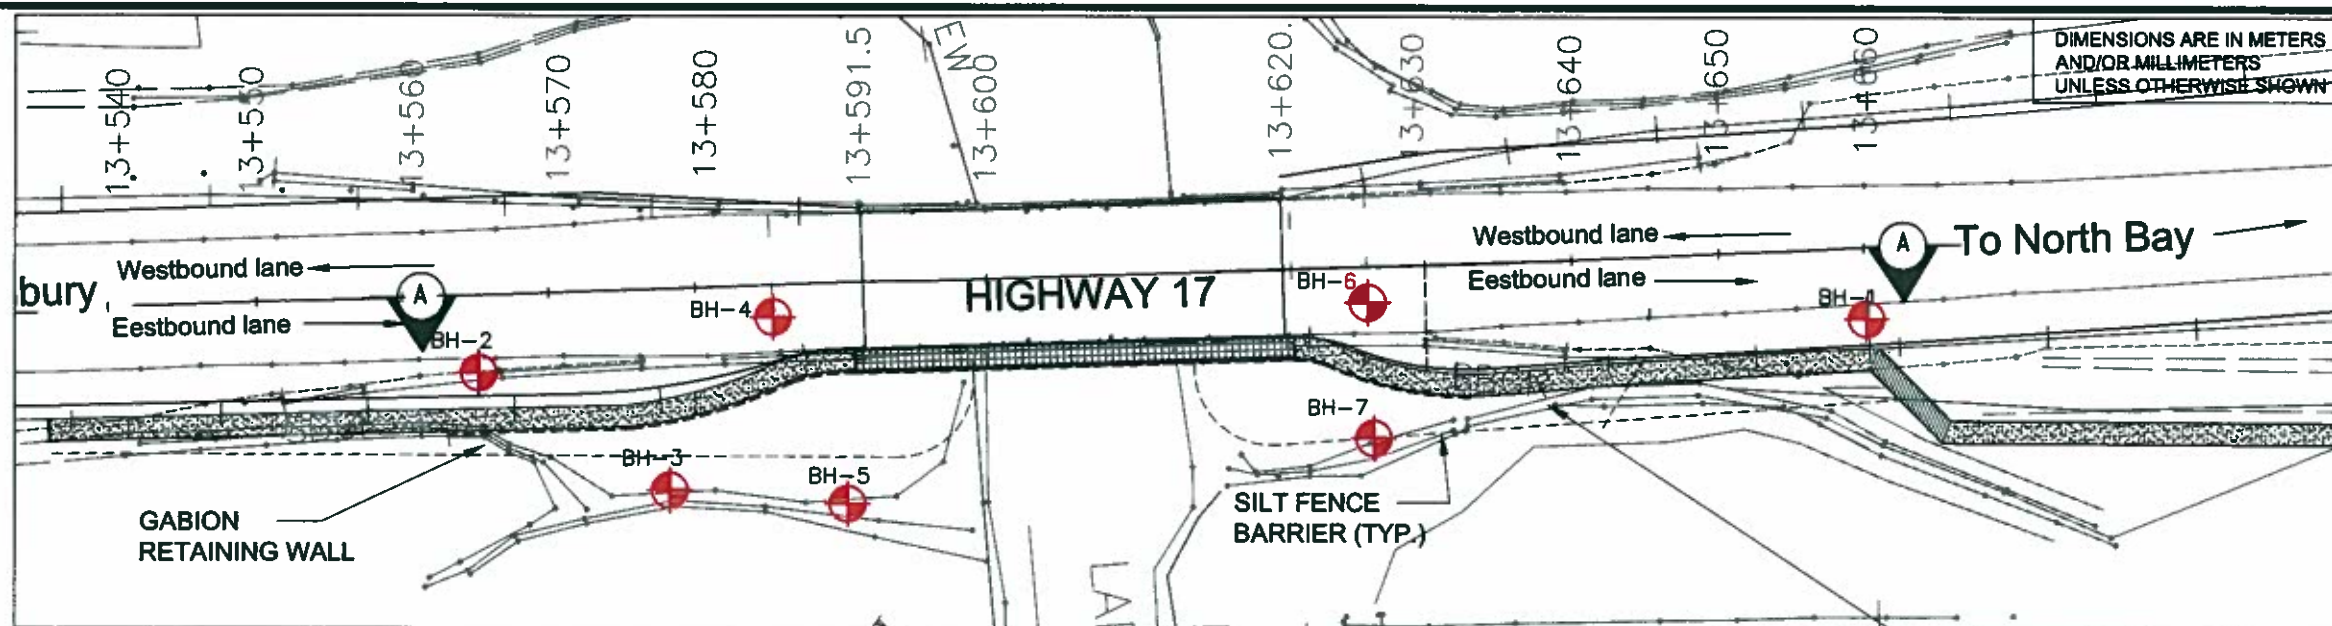 13+540
13+550
13+560
13+570
13+580
13+591.5
EW
13+600
13+620.
13+630
13+640
13+650
13+660
DIMENSIONS ARE IN METERS
AND/OR MILLIMETERS
UNLESS OTHERWISE SHOWN
Westbound lane
A
bury
Eestbound lane
BH-2
BH-4
HIGHWAY 17
BH-6
Westbound lane
Eestbound lane
A
To North Bay
BH-1
BH-3
BH-5
BH-7
GABION
RETAINING WALL
SILT FENCE
BARRIER (TYP.)